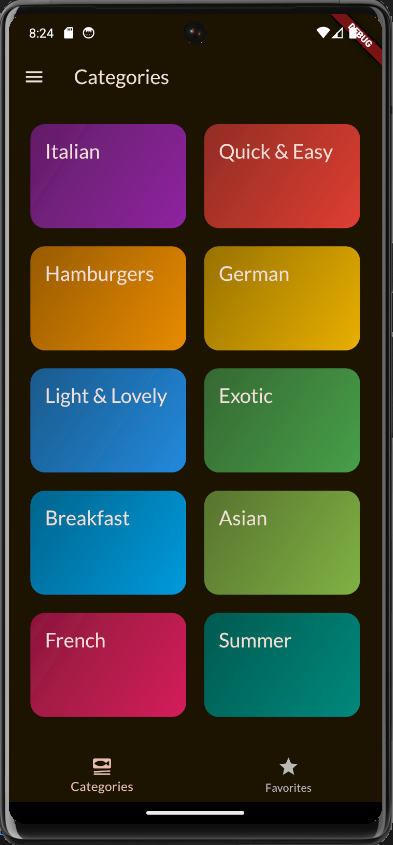 8:24
DEBUG
Categories
Italian
Quick & Easy
Hamburgers
German
Light & Lovely
Exotic
Breakfast
Asian
French
Summer
Categories
Favorites